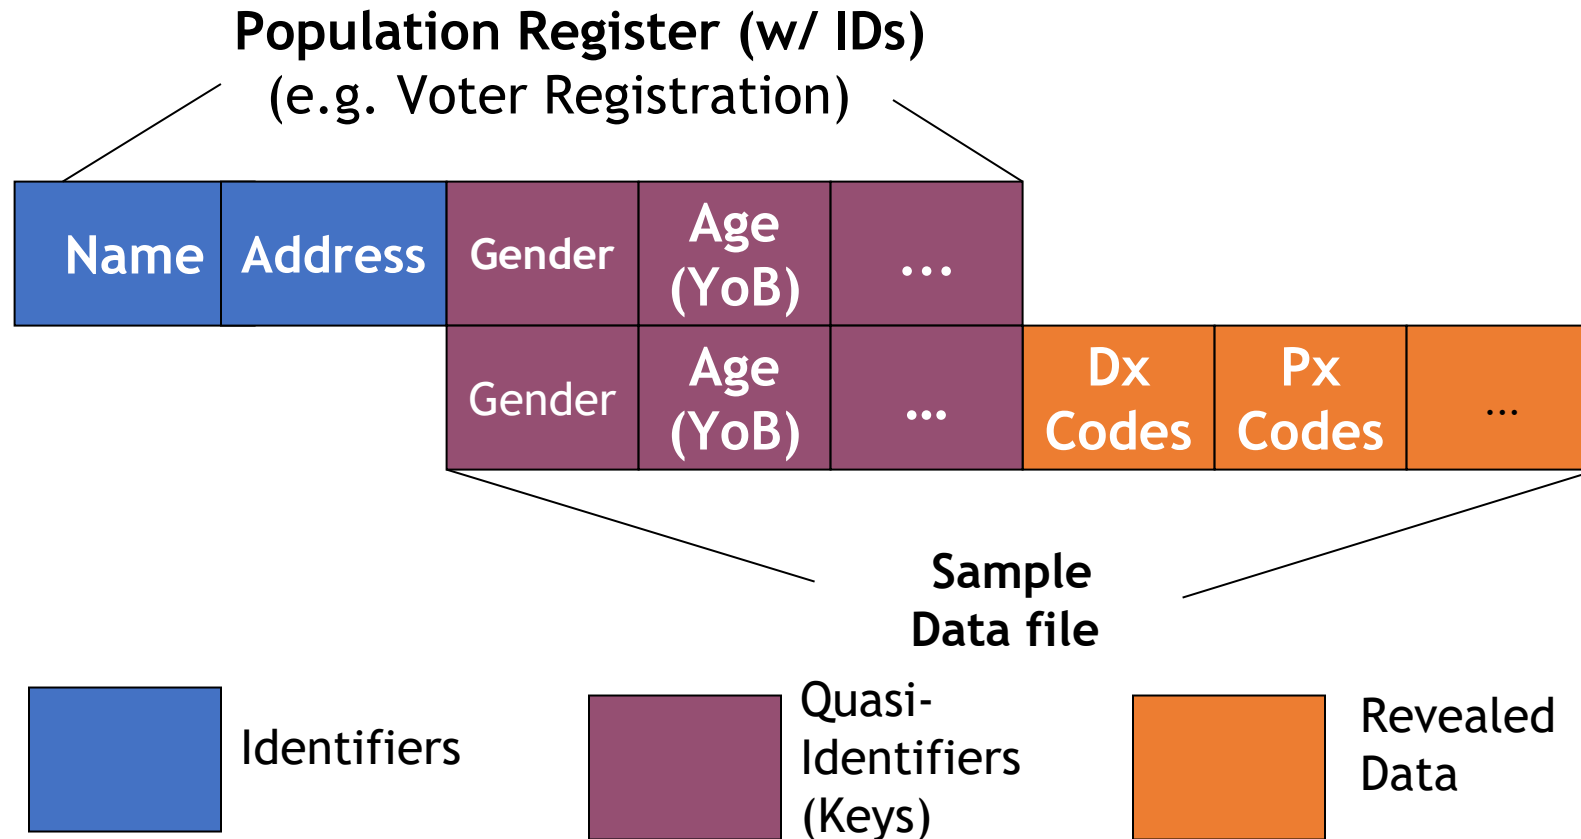 Population Register (w/ IDs)
(e.g. Voter Registration)
Name Address Gender Age (YoB) ...
Gender Age (YoB) ... Dx Codes Px Codes ...
Sample
Data file
Identifiers
Quasi-
Identifiers
(Keys)
Revealed
Data